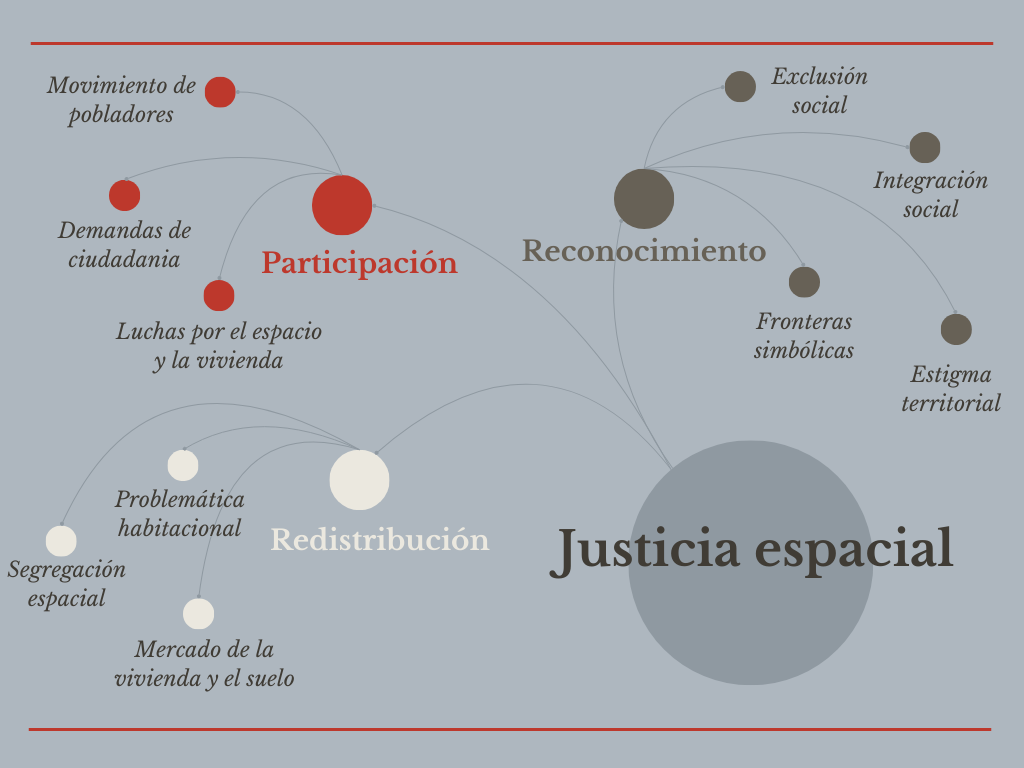 Movimiento de
pobladores
Demandas de
ciudadania
Participación
Luchas por el espacio
y la vivienda
Exclusión
social
Integración
social
Reconocimiento
Fronteras
simbólicas
Estigma
territorial
Problemática
habitacional
Redistribución
Segregación
espacial
Mercado de la
vivienda y el suelo
Justicia espacial